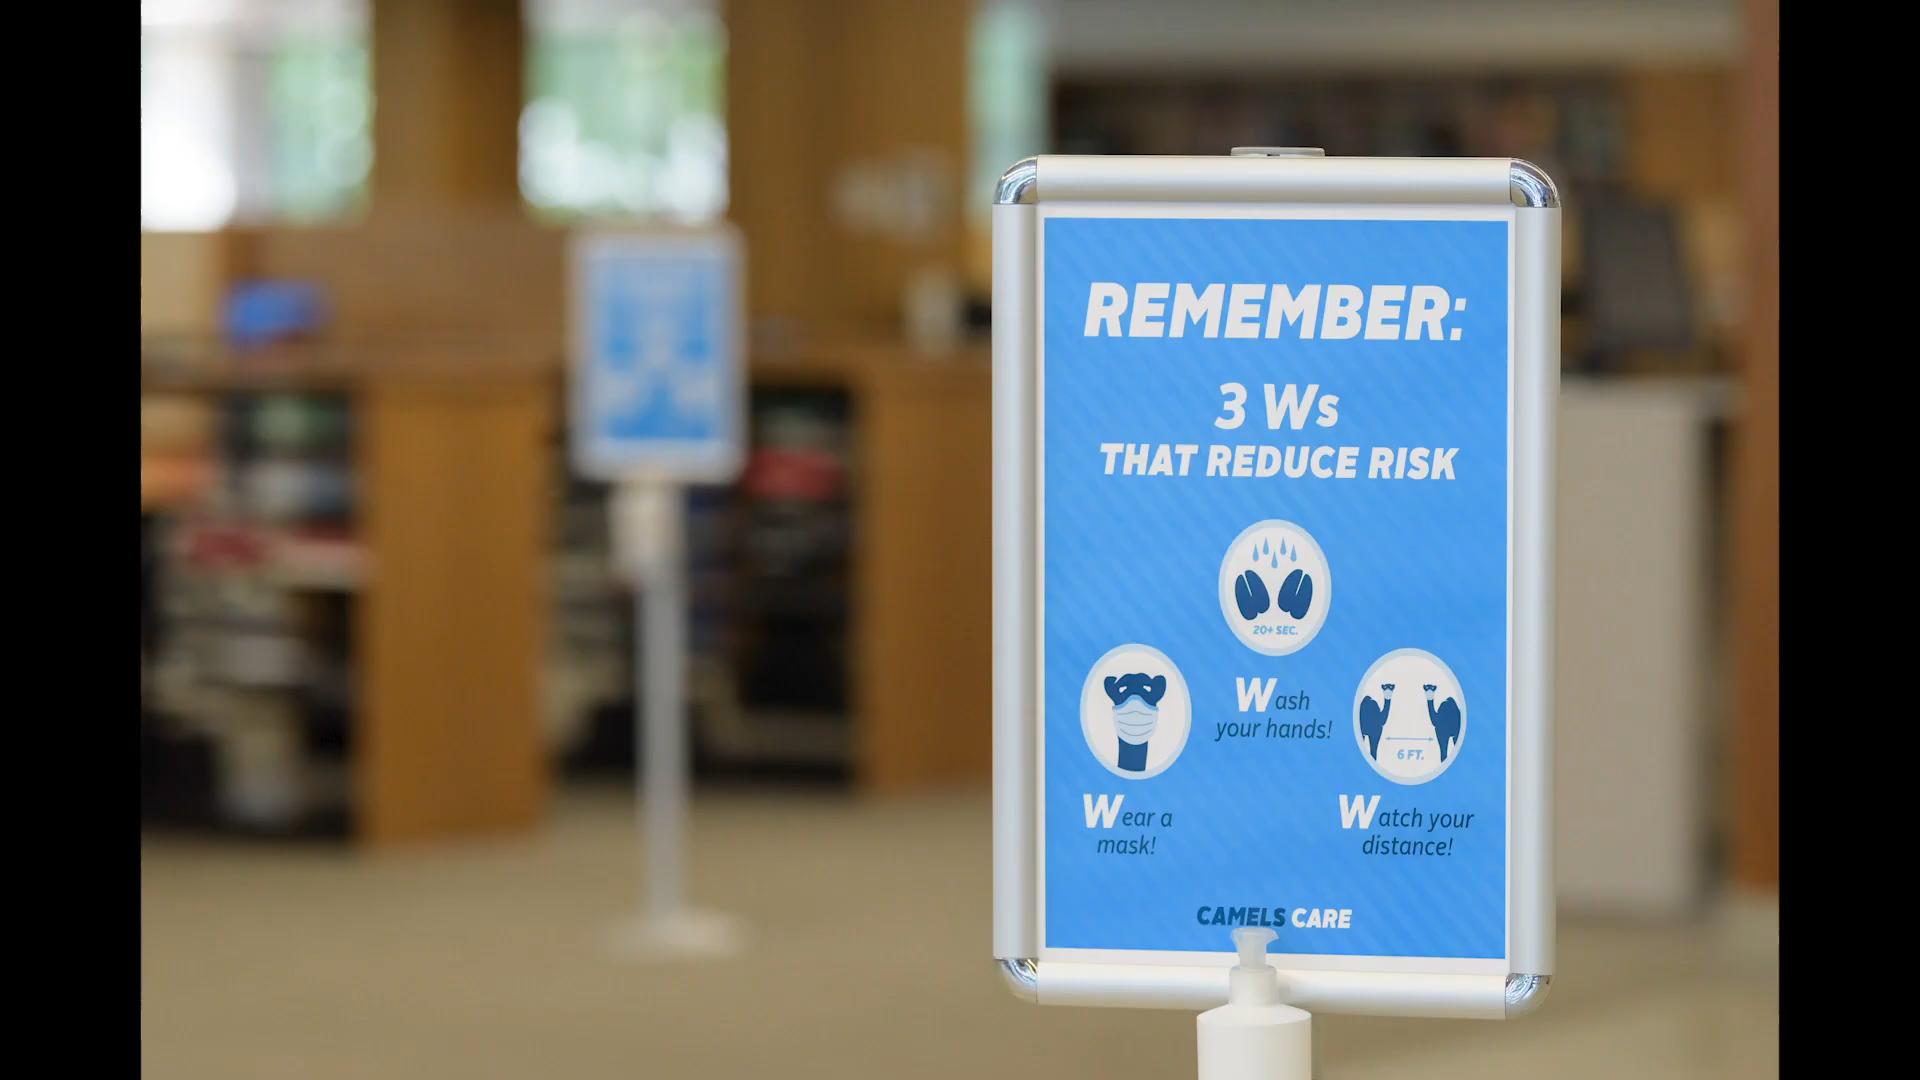 REMEMBER:
3 Ws
THAT REDUCE RISK
20+ SEC.
Wash
your hands!
6 FT.
Wear a
mask!
Watch your
distance!
CAMELS CARE